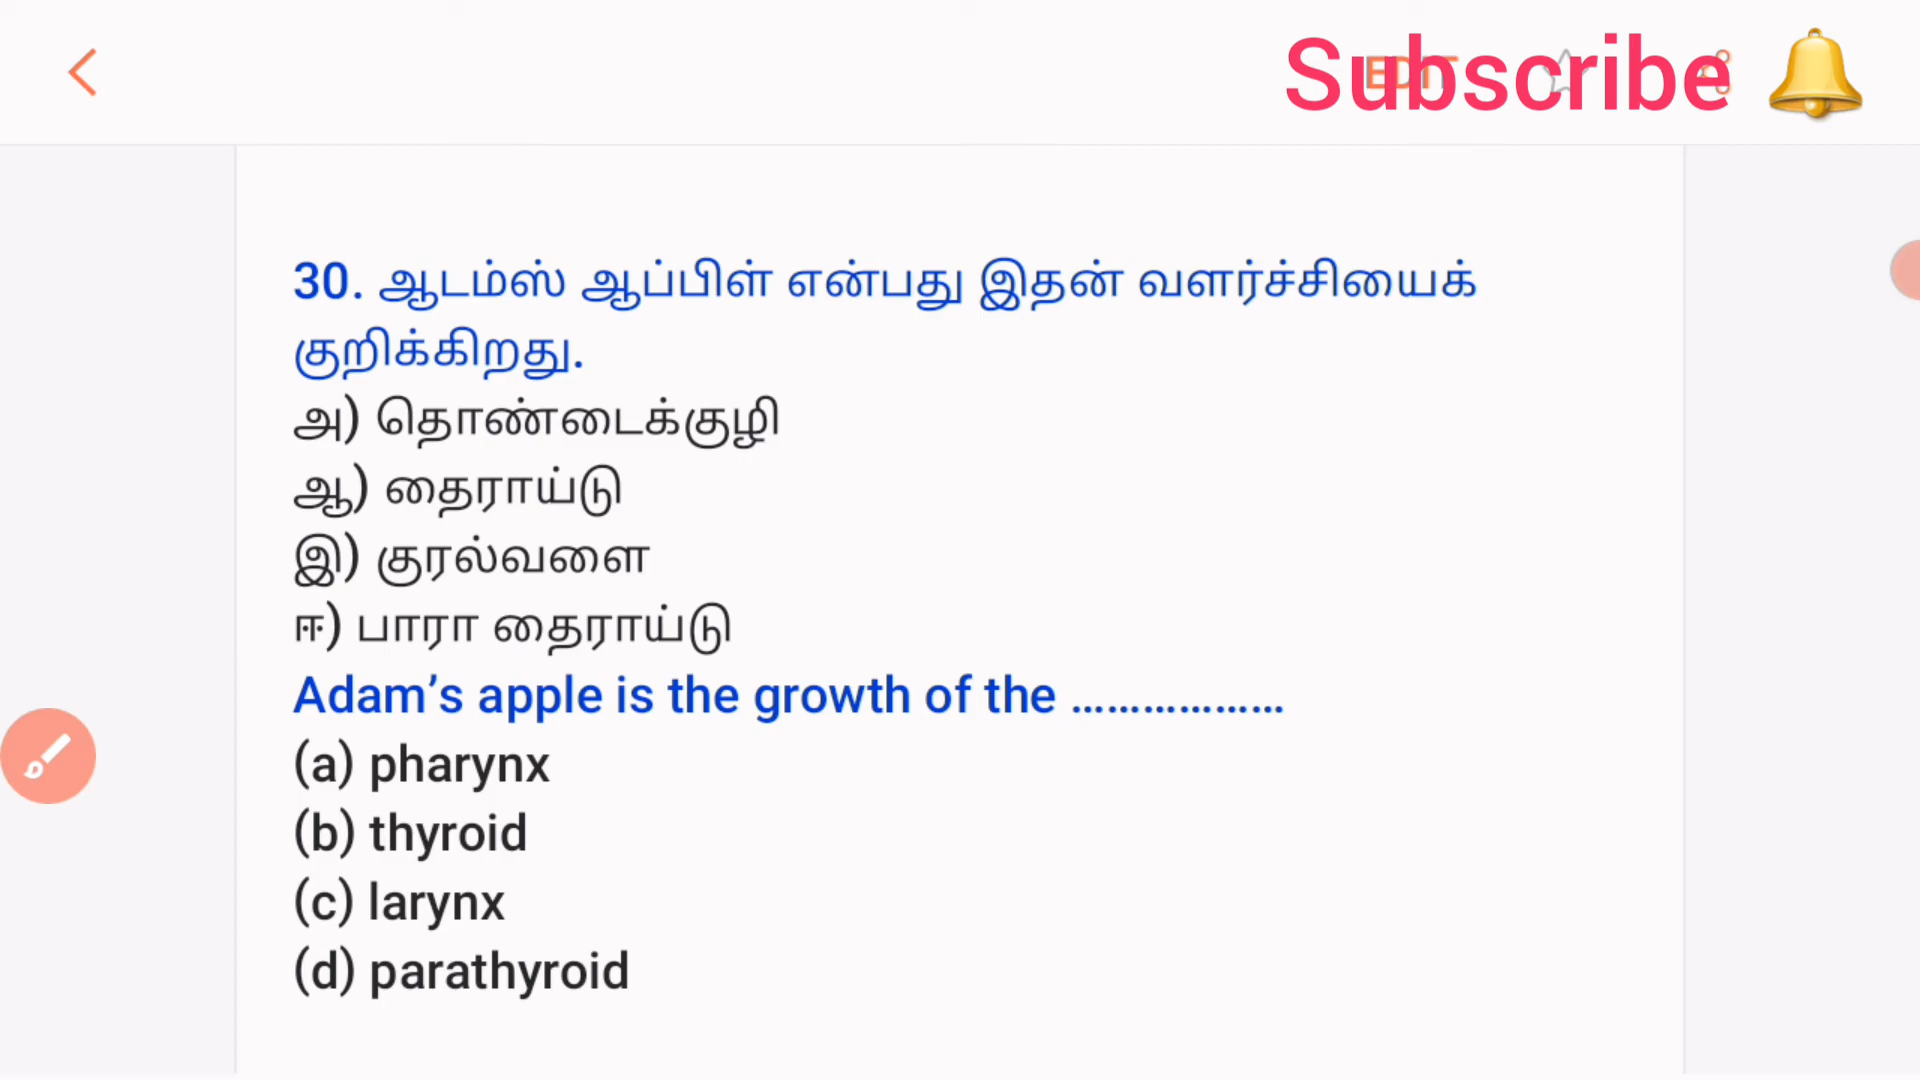 Subscribe
EDIT
30. ஆடம்ஸ் ஆப்பிள் என்பது இதன் வளர்ச்சியைக்
குறிக்கிறது.
அ) தொண்டைக்குழி
ஆ) தைராய்டு
இ) குரல்வளை
ஈ) பாரா தைராய்டு
Adam’s apple is the growth of the ..................
(a) pharynx
(b) thyroid
(c) larynx
(d) parathyroid